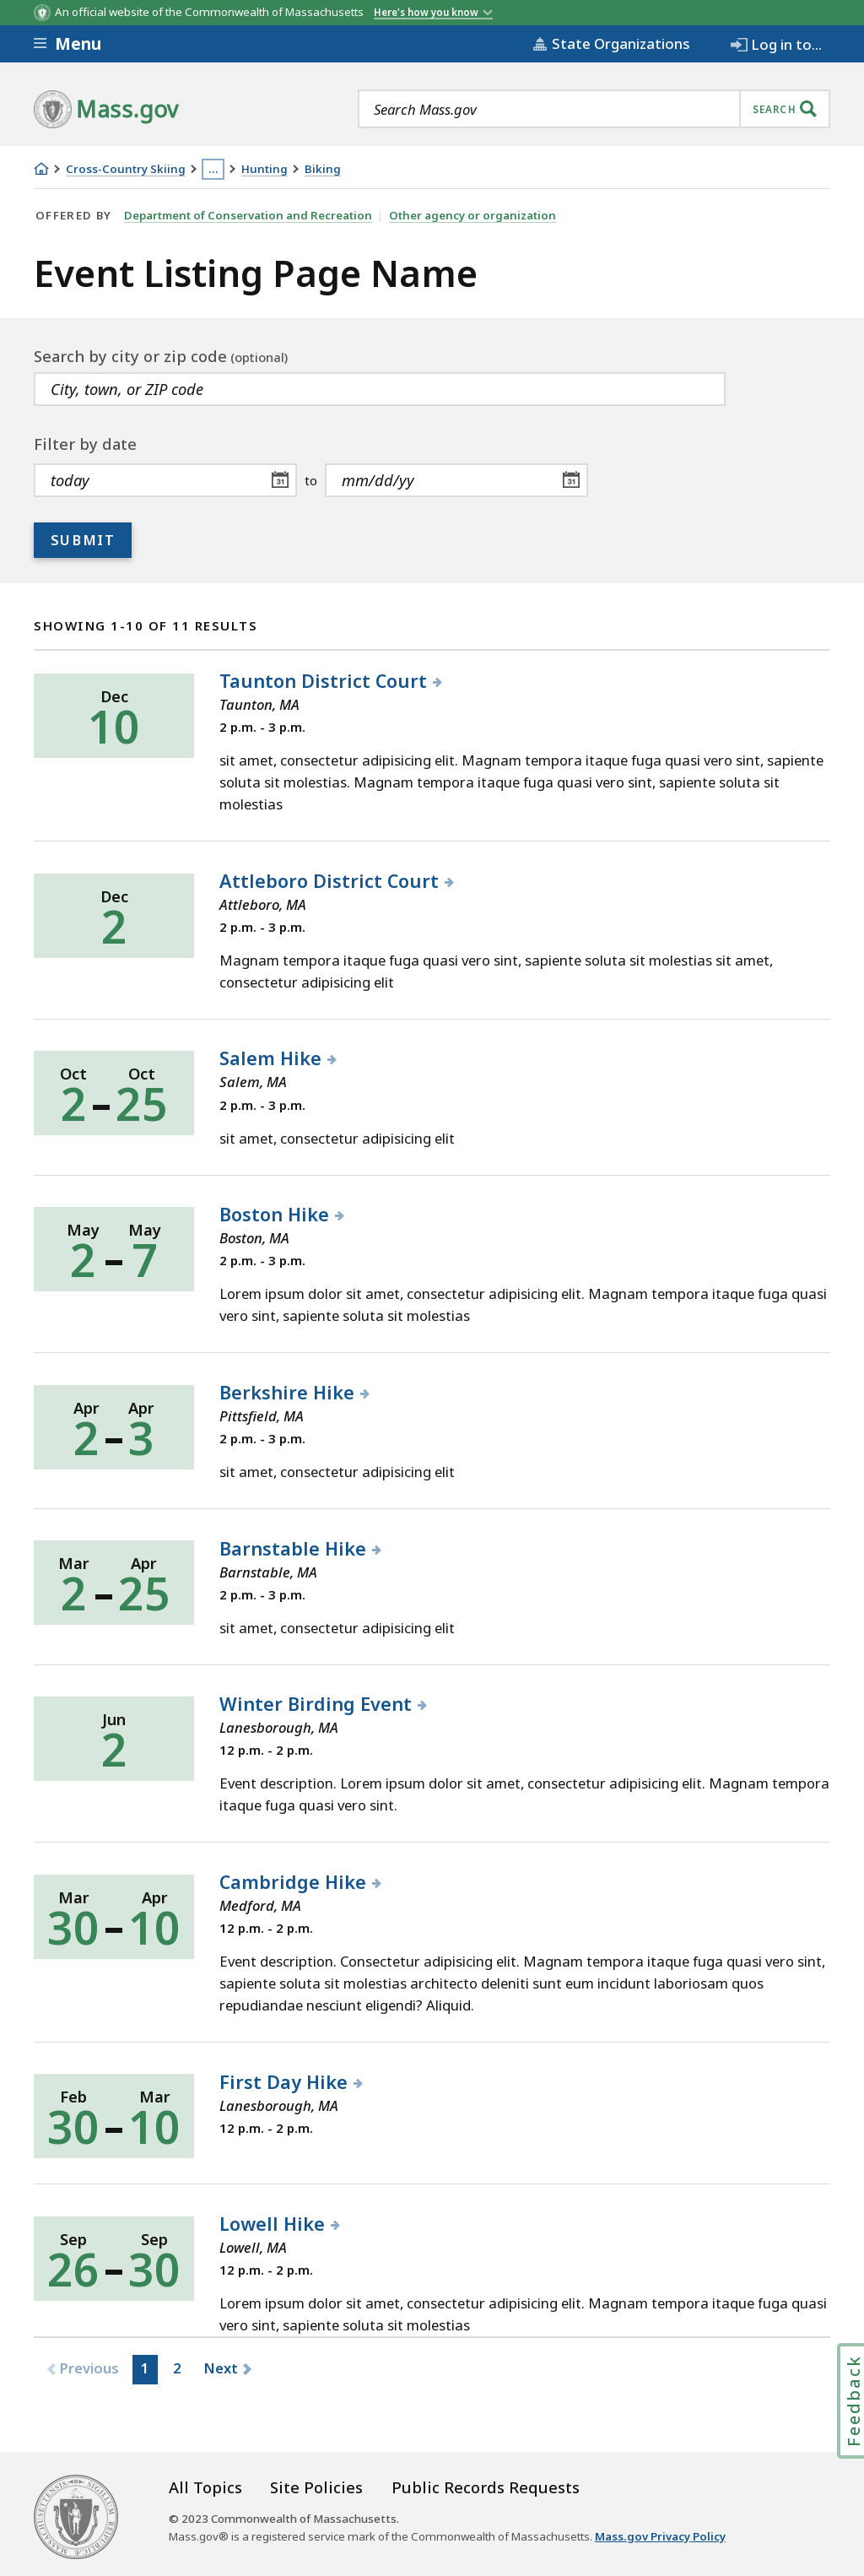 An official website of the Commonwealth of Massachusetts Here's how you know
Menu State Organizations Log in to...
Mass.gov Search Mass.gov SEARCH
Cross-Country Skiing ... Hunting Biking
OFFERED BY Department of Conservation and Recreation Other agency or organization
Event Listing Page Name
Search by city or zip code (optional)
City, town, or ZIP code
Filter by date
today 31 to mm/dd/yy 31
SUBMIT
SHOWING 1-10 OF 11 RESULTS
Dec
10
Taunton District Court
Taunton, MA
2 p.m. - 3 p.m.
sit amet, consectetur adipisicing elit. Magnam tempora itaque fuga quasi vero sint, sapiente
soluta sit molestias. Magnam tempora itaque fuga quasi vero sint, sapiente soluta sit
molestias
Dec
2
Attleboro District Court
Attleboro, MA
2 p.m. - 3 p.m.
Magnam tempora itaque fuga quasi vero sint, sapiente soluta sit molestias sit amet,
consectetur adipisicing elit
Oct Oct
2 – 25
Salem Hike
Salem, MA
2 p.m. - 3 p.m.
sit amet, consectetur adipisicing elit
May May
2 – 7
Boston Hike
Boston, MA
2 p.m. - 3 p.m.
Lorem ipsum dolor sit amet, consectetur adipisicing elit. Magnam tempora itaque fuga quasi
vero sint, sapiente soluta sit molestias
Apr Apr
2 – 3
Berkshire Hike
Pittsfield, MA
2 p.m. - 3 p.m.
sit amet, consectetur adipisicing elit
Mar Apr
2 – 25
Barnstable Hike
Barnstable, MA
2 p.m. - 3 p.m.
sit amet, consectetur adipisicing elit
Jun
2
Winter Birding Event
Lanesborough, MA
12 p.m. - 2 p.m.
Event description. Lorem ipsum dolor sit amet, consectetur adipisicing elit. Magnam tempora
itaque fuga quasi vero sint.
Mar Apr
30 – 10
Cambridge Hike
Medford, MA
12 p.m. - 2 p.m.
Event description. Consectetur adipisicing elit. Magnam tempora itaque fuga quasi vero sint,
sapiente soluta sit molestias architecto deleniti sunt eum incidunt laboriosam quos
repudiandae nesciunt eligendi? Aliquid.
Feb Mar
30 – 10
First Day Hike
Lanesborough, MA
12 p.m. - 2 p.m.
Sep Sep
26 – 30
Lowell Hike
Lowell, MA
12 p.m. - 2 p.m.
Lorem ipsum dolor sit amet, consectetur adipisicing elit. Magnam tempora itaque fuga quasi
vero sint, sapiente soluta sit molestias
Previous 1 2 Next
Feedback
All Topics Site Policies Public Records Requests
© 2023 Commonwealth of Massachusetts.
Mass.gov® is a registered service mark of the Commonwealth of Massachusetts. Mass.gov Privacy Policy